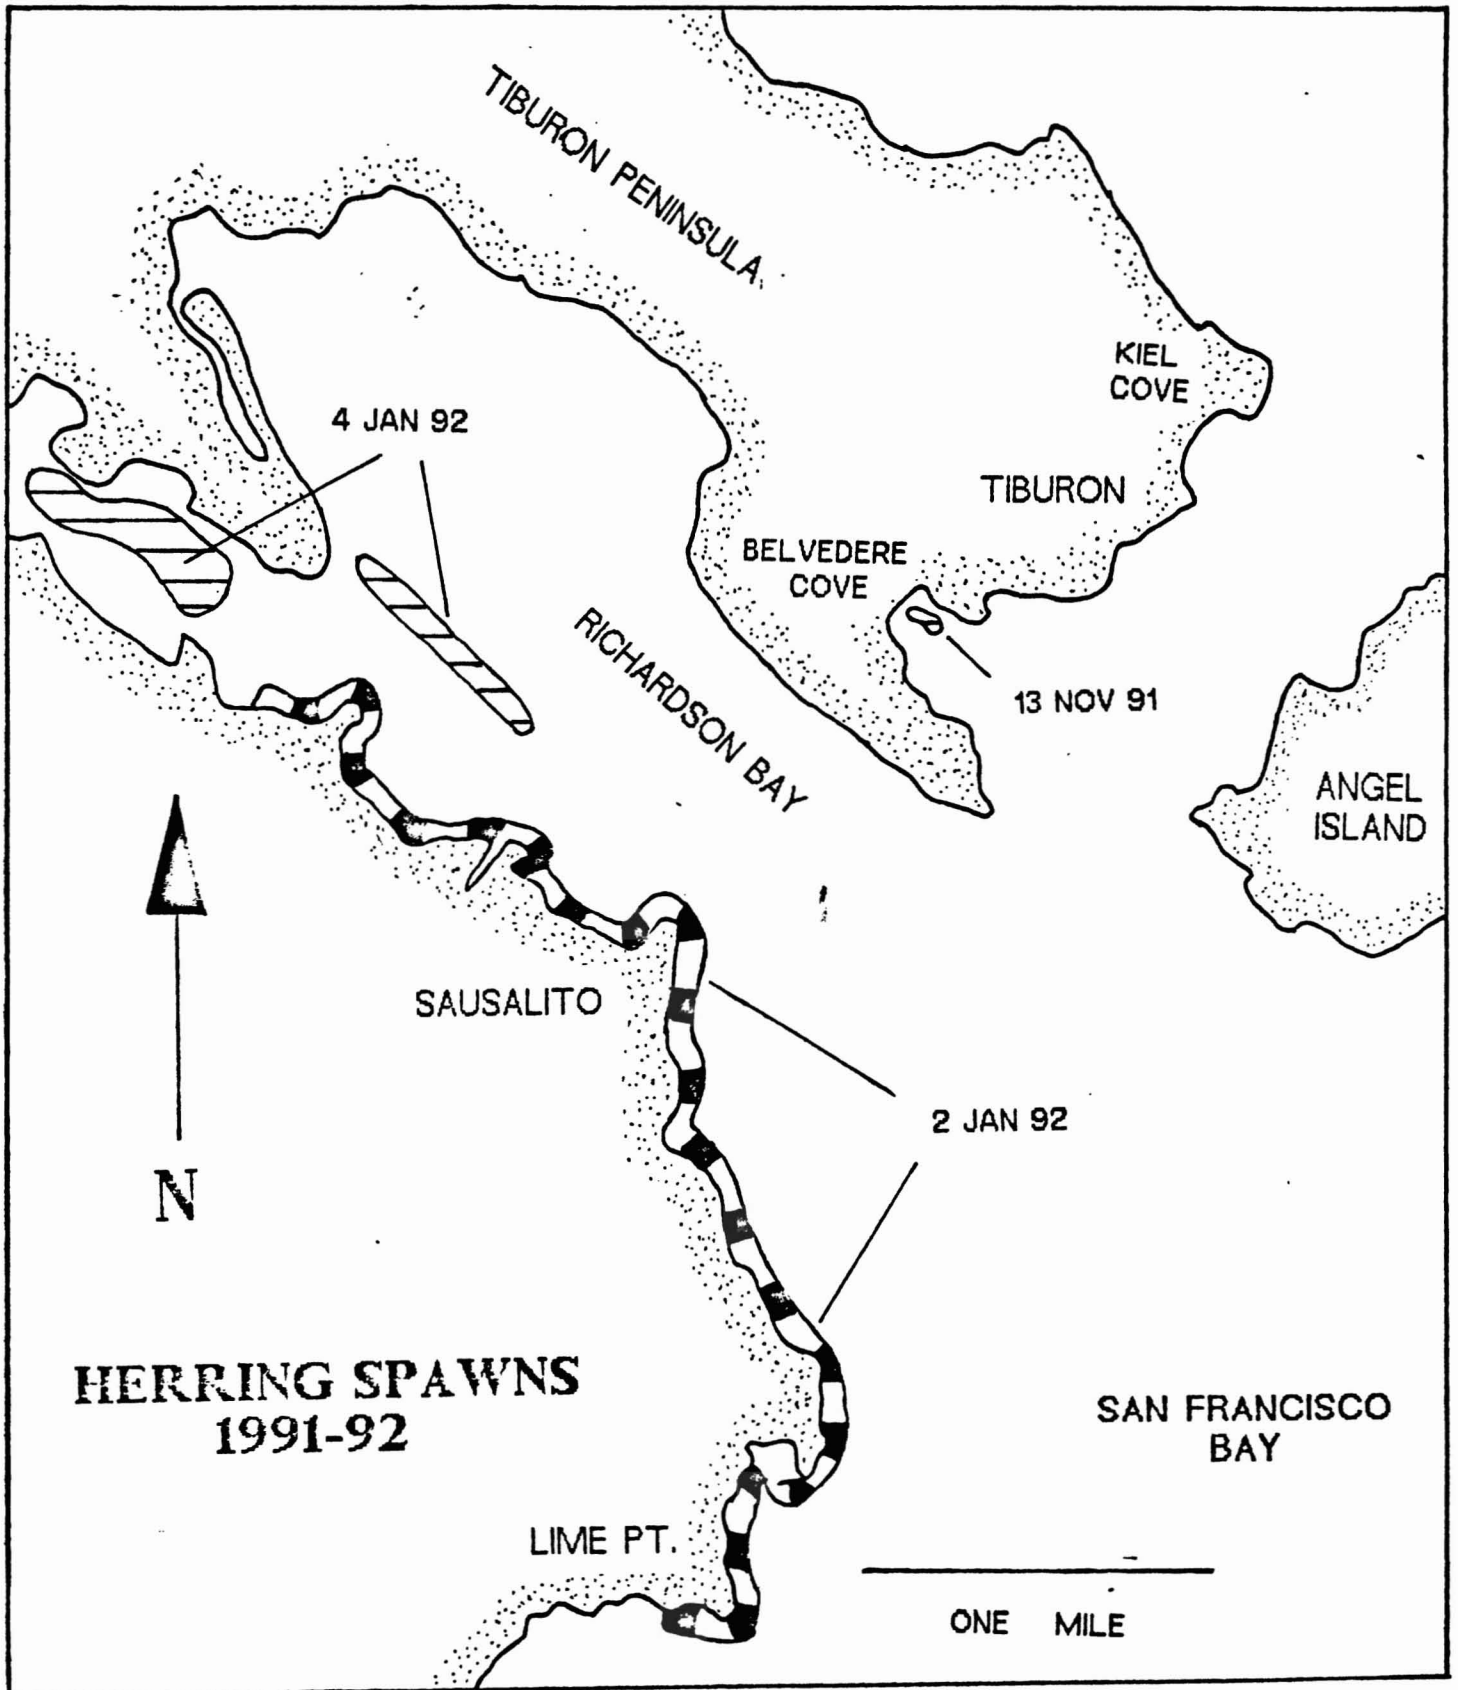 TIBURON PENINSULA
KIEL
COVE
4 JAN 92
TIBURON
BELVEDERE
COVE
RICHARDSON BAY
13 NOV 91
ANGEL
ISLAND
SAUSALITO
2 JAN 92
N
HERRING SPAWNS
1991-92
SAN FRANCISCO
BAY
LIME PT.
ONE MILE